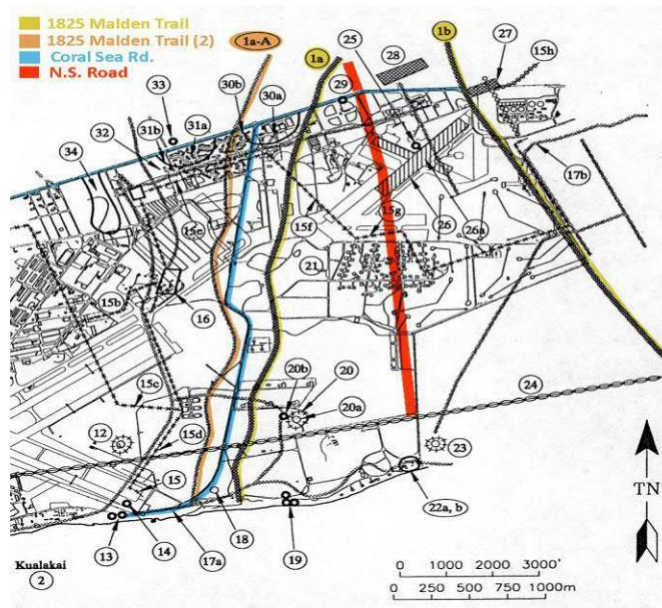 1825 Malden Trail
1825 Malden Trail (2)
Coral Sea Rd.
N.S. Road
1a-A
1a
1b
25
28
27
15h
33
30b
29
30a
31b
31a
32
34
17b
15e
15f
15g
26
26a
21
15b
16
24
15c
20b
20
20a
12
15d
23
15
22a, b
13
14
17a
18
19
TN
Kualakai
2
0 1000 2000 3000'
0 250 500 750 1000m